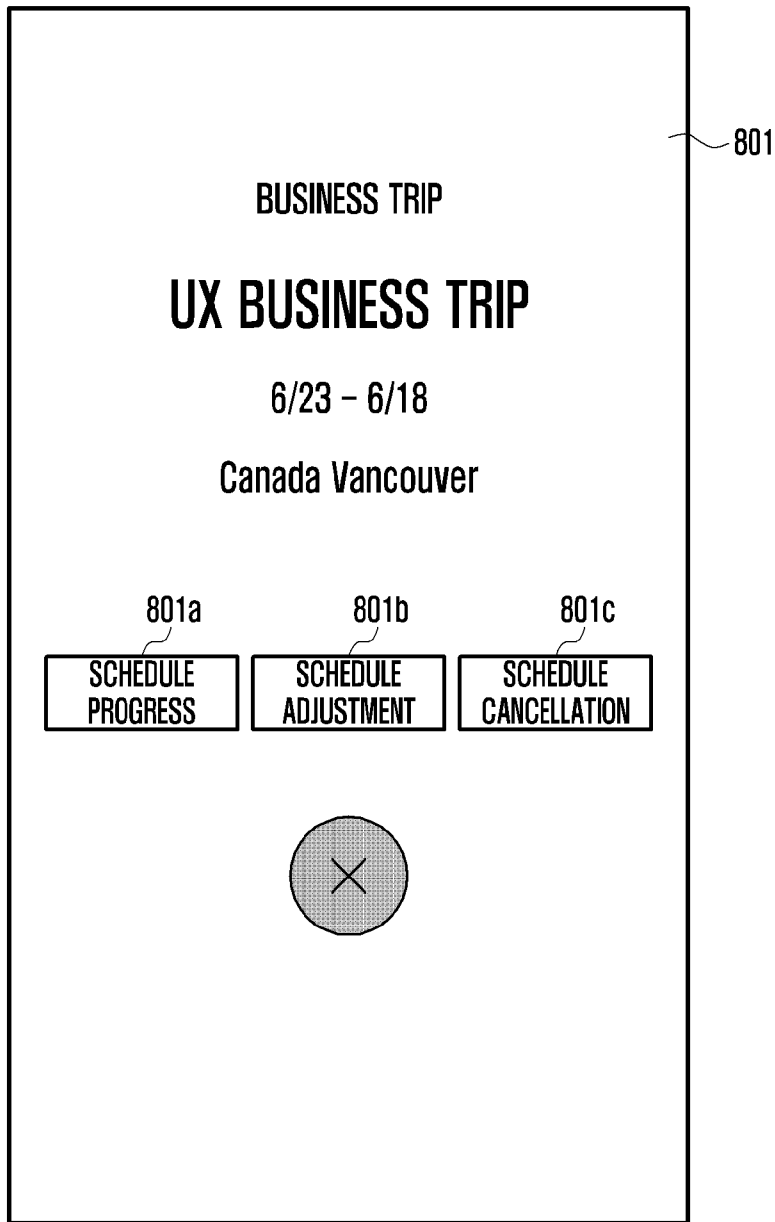 801
BUSINESS TRIP
UX BUSINESS TRIP
6/23 – 6/18
Canada Vancouver
801a 801b 801c
SCHEDULE PROGRESS
SCHEDULE ADJUSTMENT
SCHEDULE CANCELLATION